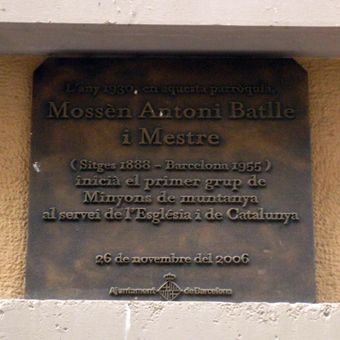 L'any 1930, en aquesta parròquia,
Mossèn Antoni Batlle
i Mestre
( Sitges 1888 - Barcelona 1955 )
inicià el primer grup de
Minyons de muntanya
al servei de l'Església i de Catalunya
26 de novembre del 2006
Ajuntament de Barcelona